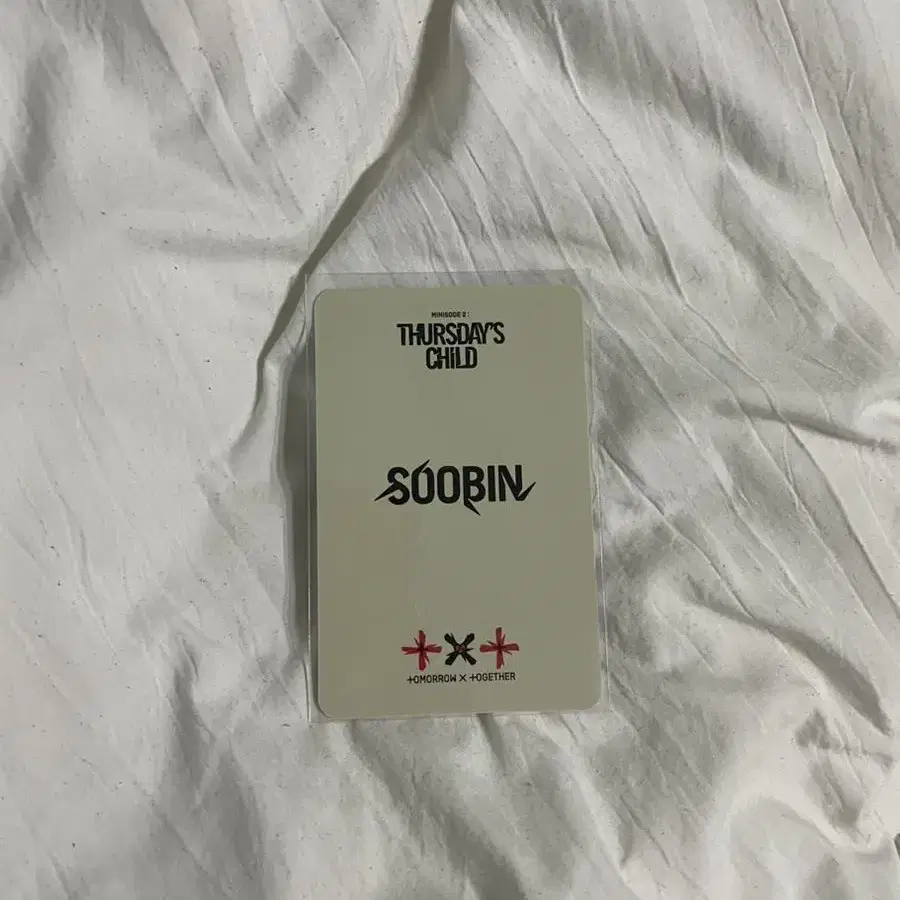 MINISODE 2 :
THURSDAY'S
CHILD
SOOBIN
TOMORROW X TOGETHER